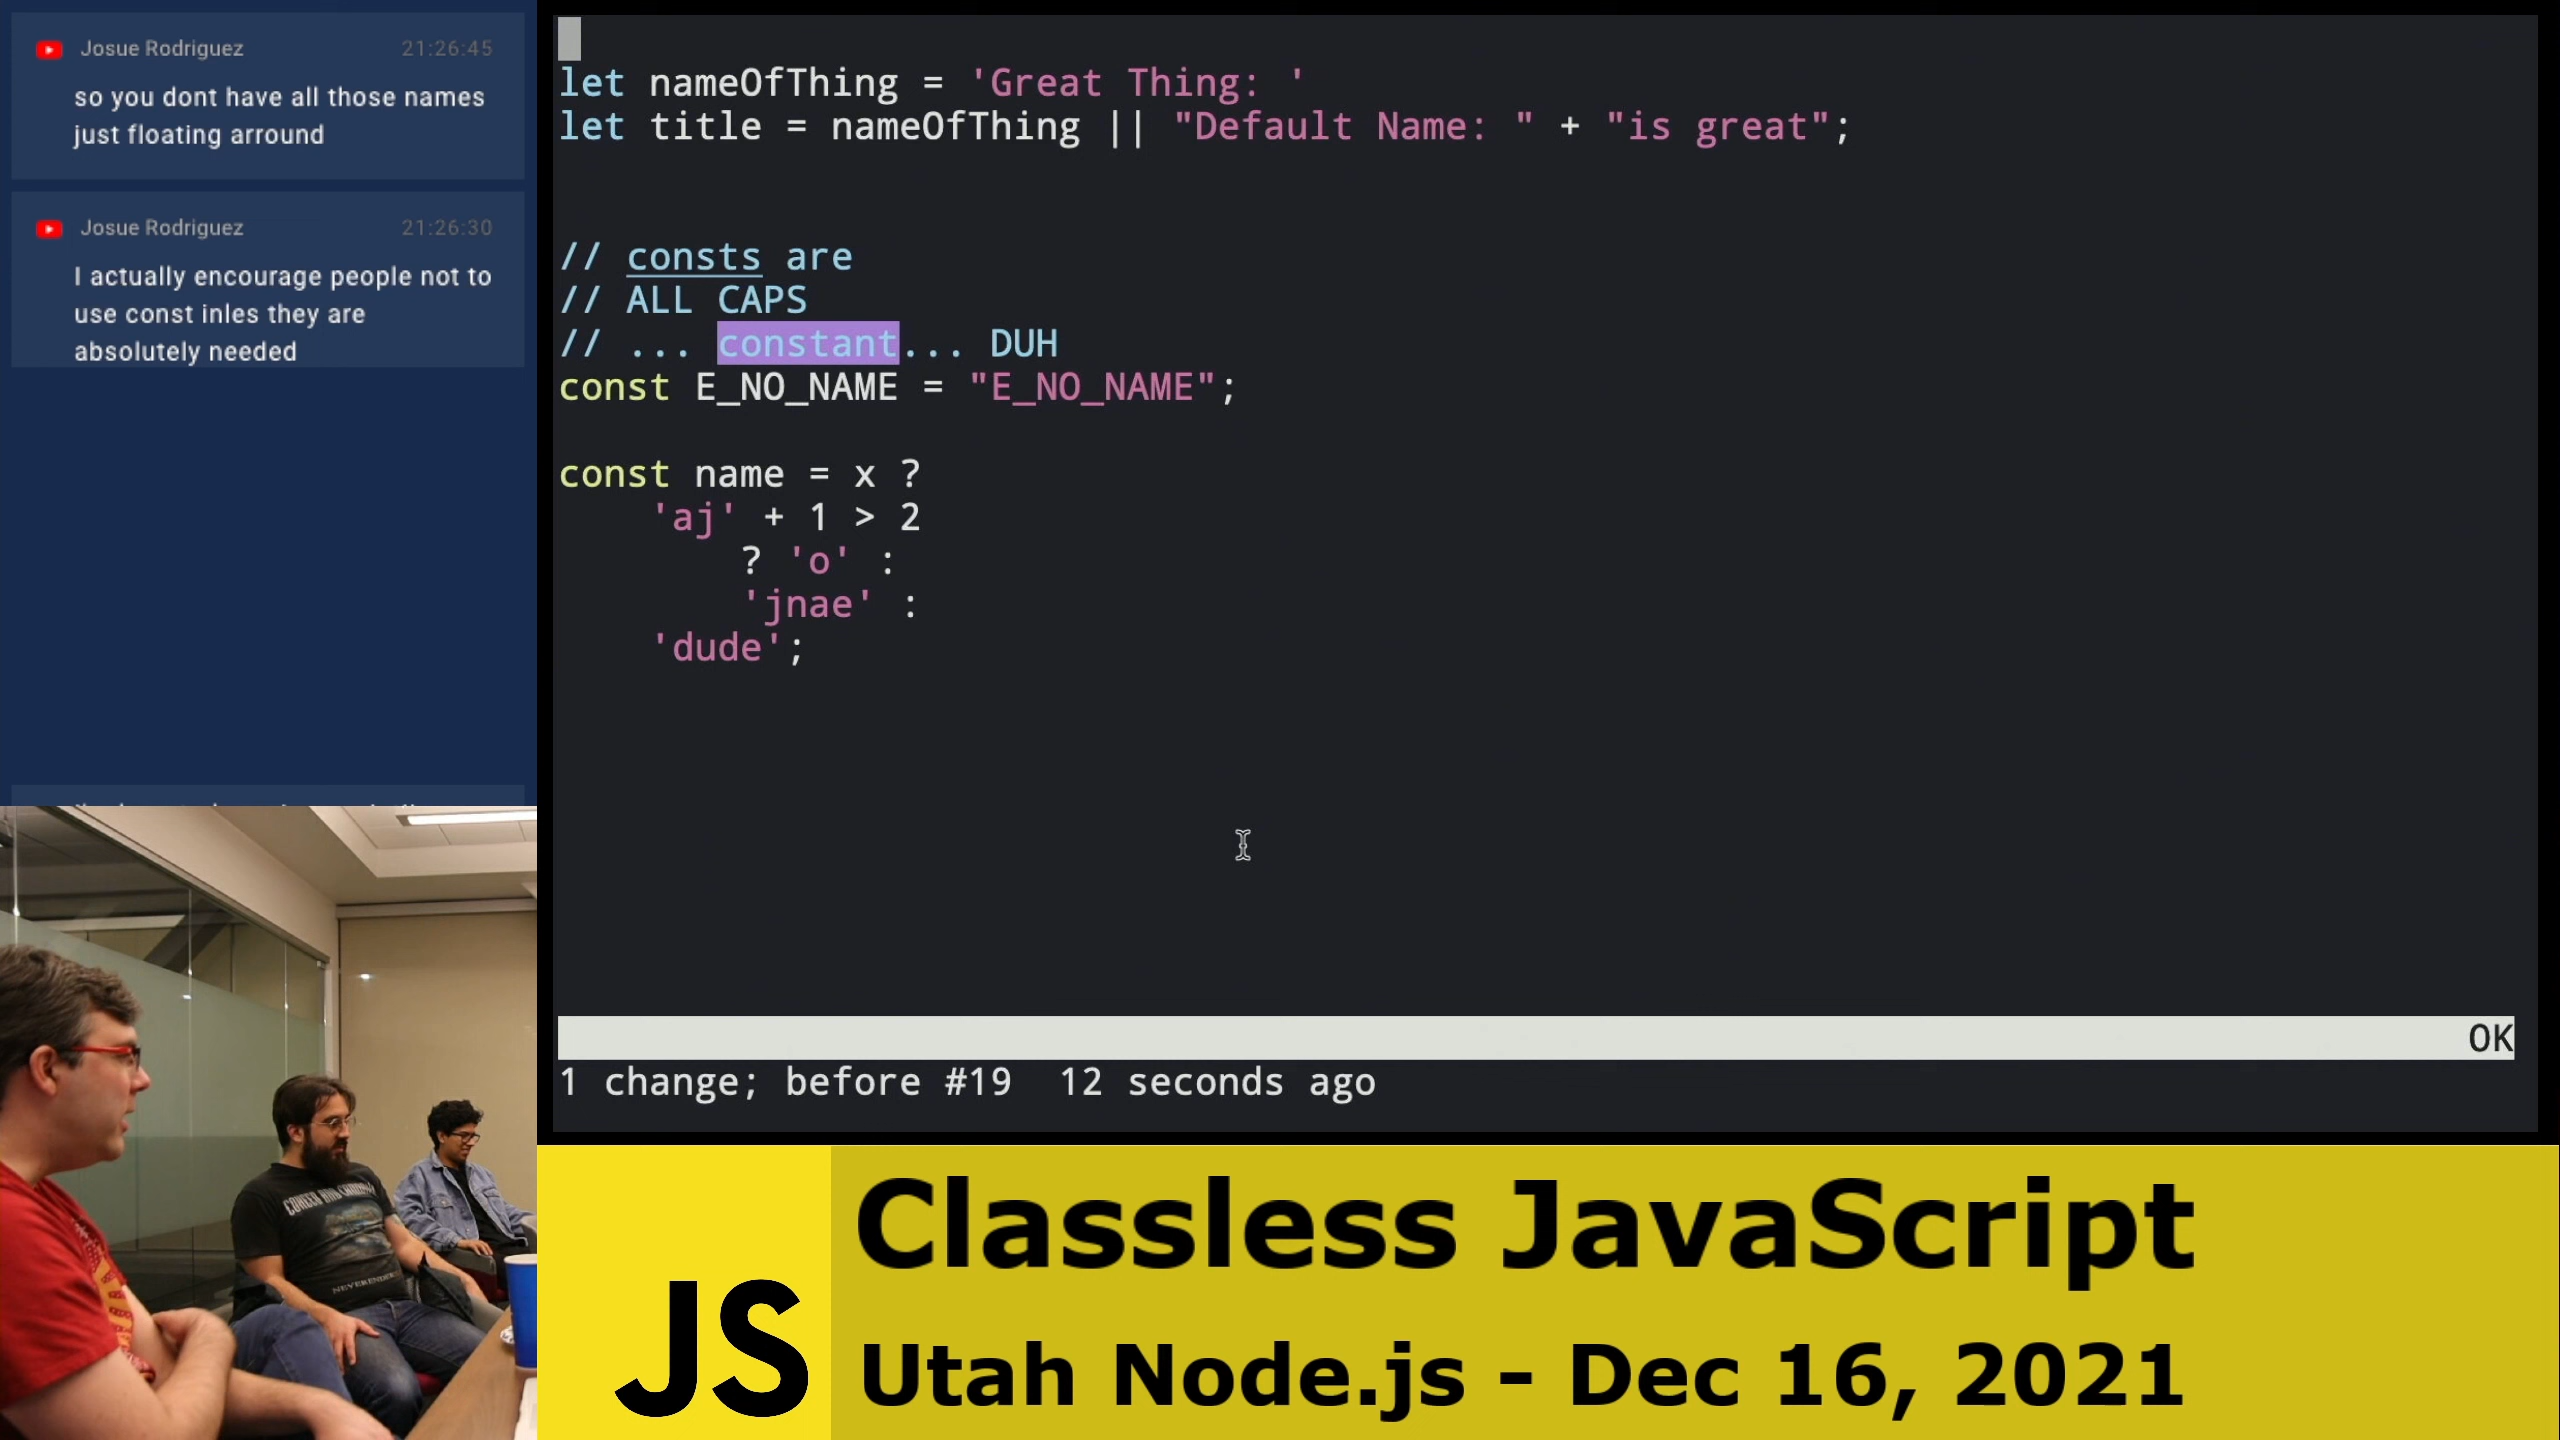 Josue Rodriguez 21:26:45
so you dont have all those names
just floating arround
Josue Rodriguez 21:26:30
I actually encourage people not to
use const inles they are
absolutely needed
let nameOfThing = 'Great Thing: '
let title = nameOfThing || "Default Name: " + "is great";
// consts are
// ALL CAPS
// ... constant... DUH
const E_NO_NAME = "E_NO_NAME";
const name = x ?
'aj' + 1 > 2
? 'o' :
'jnae' :
'dude';
OK
1 change; before #19 12 seconds ago
COHEED AND CAMBRIA
NEVERENDER
JS
Classless JavaScript
Utah Node.js - Dec 16, 2021